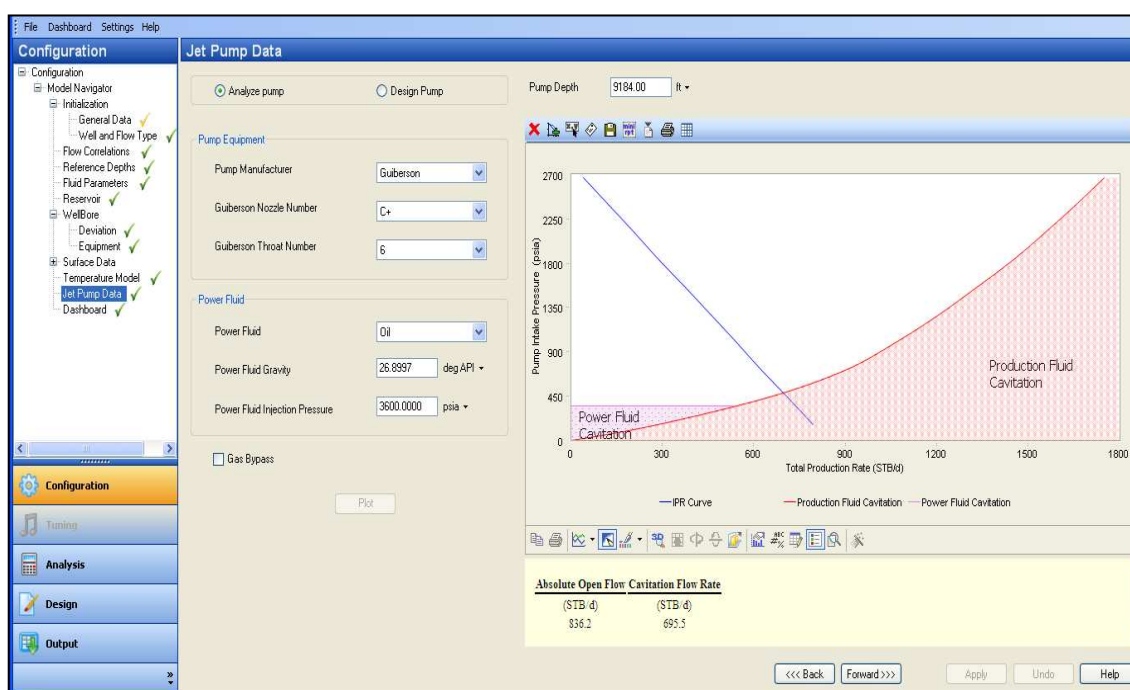 File Dashboard Settings Help
Configuration
Configuration
Model Navigator
Initialization
General Data
Well and Flow Type
Flow Correlations
Reference Depths
Fluid Parameters
Reservoir
WellBore
Deviation
Equipment
Surface Data
Temperature Model
Jet Pump Data
Dashboard
Configuration
Tuning
Analysis
Design
Output
Jet Pump Data
Analyze pump Design Pump
Pump Equipment
Pump Manufacturer Guiberson
Guiberson Nozzle Number C+
Guiberson Throat Number 6
Power Fluid
Power Fluid Oil
Power Fluid Gravity 26.8997 deg API
Power Fluid Injection Pressure 3600.0000 psia
Gas Bypass
Plot
Pump Depth 9184.00 ft
Pump Intake Pressure (psia)
2700
2250
1800
1350
900
450
0
Production Fluid
Cavitation
Power Fluid
Cavitation
0 300 600 900 1200 1500 1800
Total Production Rate (STB/d)
IPR Curve Production Fluid Cavitation Power Fluid Cavitation
Absolute Open Flow Cavitation Flow Rate
(STB/d) (STB/d)
836.2 695.5
<<< Back Forward >>> Apply Undo Help